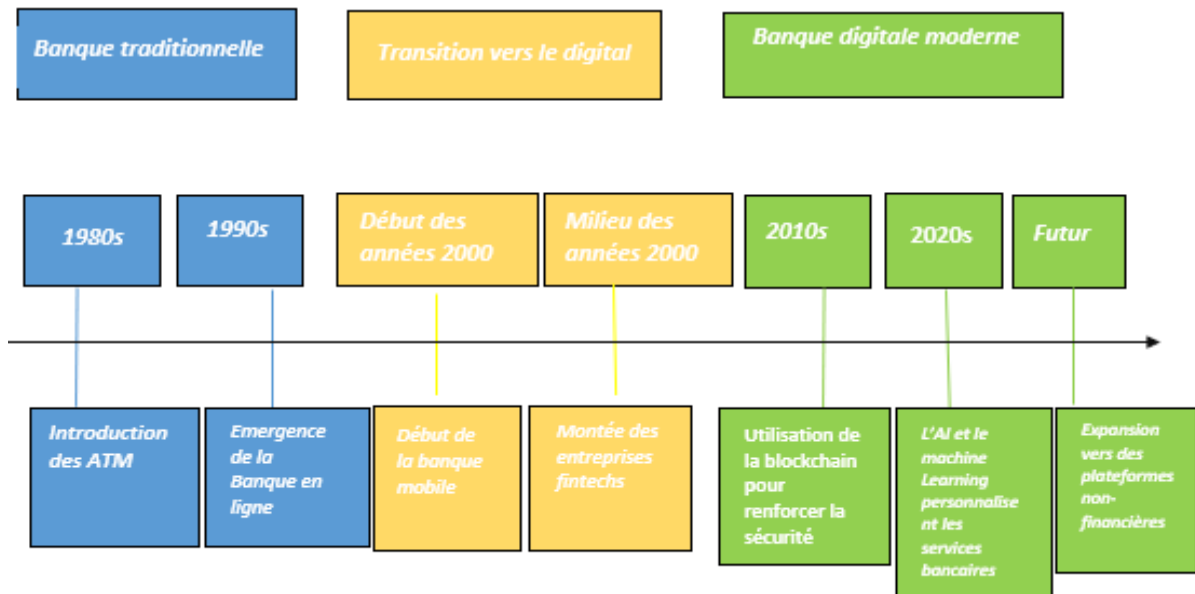 Banque traditionnelle
Transition vers le digital
Banque digitale moderne
1980s
1990s
Début des
années 2000
Milieu des
années 2000
2010s
2020s
Futur
Introduction
des ATM
Emergence
de la
Banque en
ligne
Début de
la banque
mobile
Montée des
entreprises
fintechs
Utilisation de
la blockchain
pour
renforcer la
sécurité
L'AI et le
machine
Learning
personnalise
nt les
services
bancaires
Expansion
vers des
plateformes
non-
financières